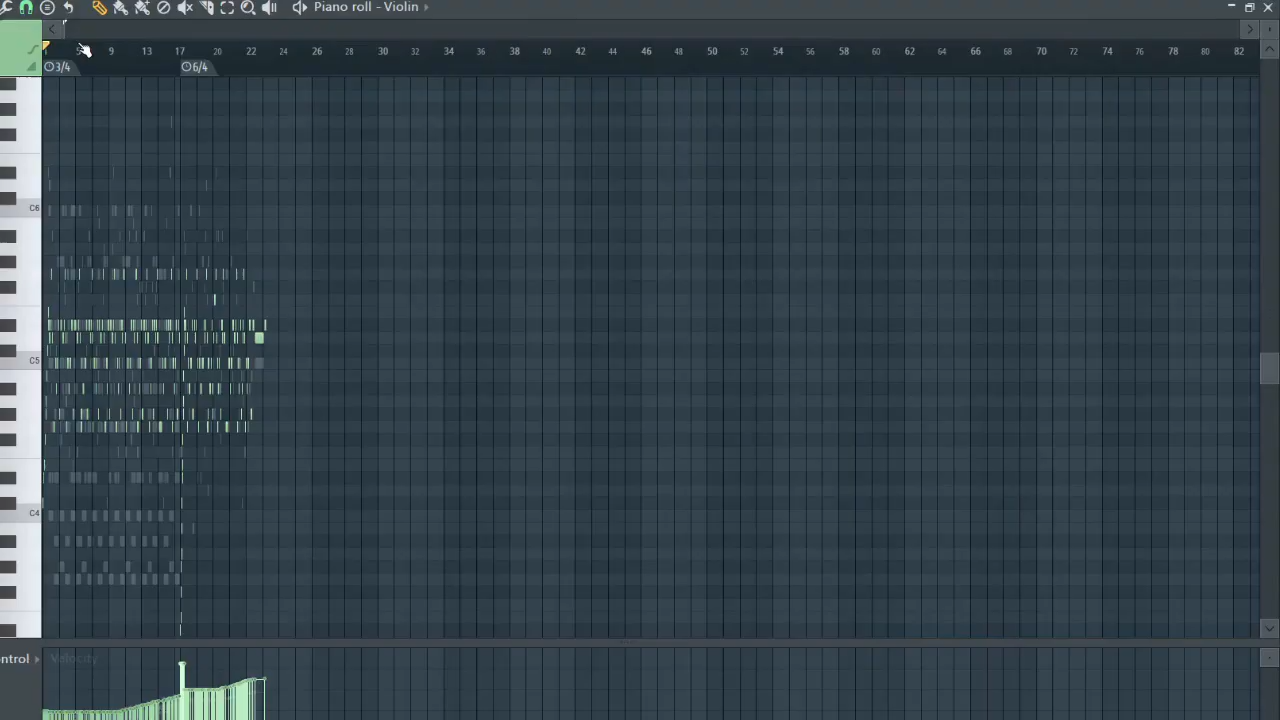 Piano roll - Violin
9 13 17 20 22 24 26 28 30 32 34 36 38 40 42 44 46 48 50 52 54 56 58 60 62 64 66 68 70 72 74 76 78 80 82
3/4 6/4
C6
C5
C4
ntrol Velocity